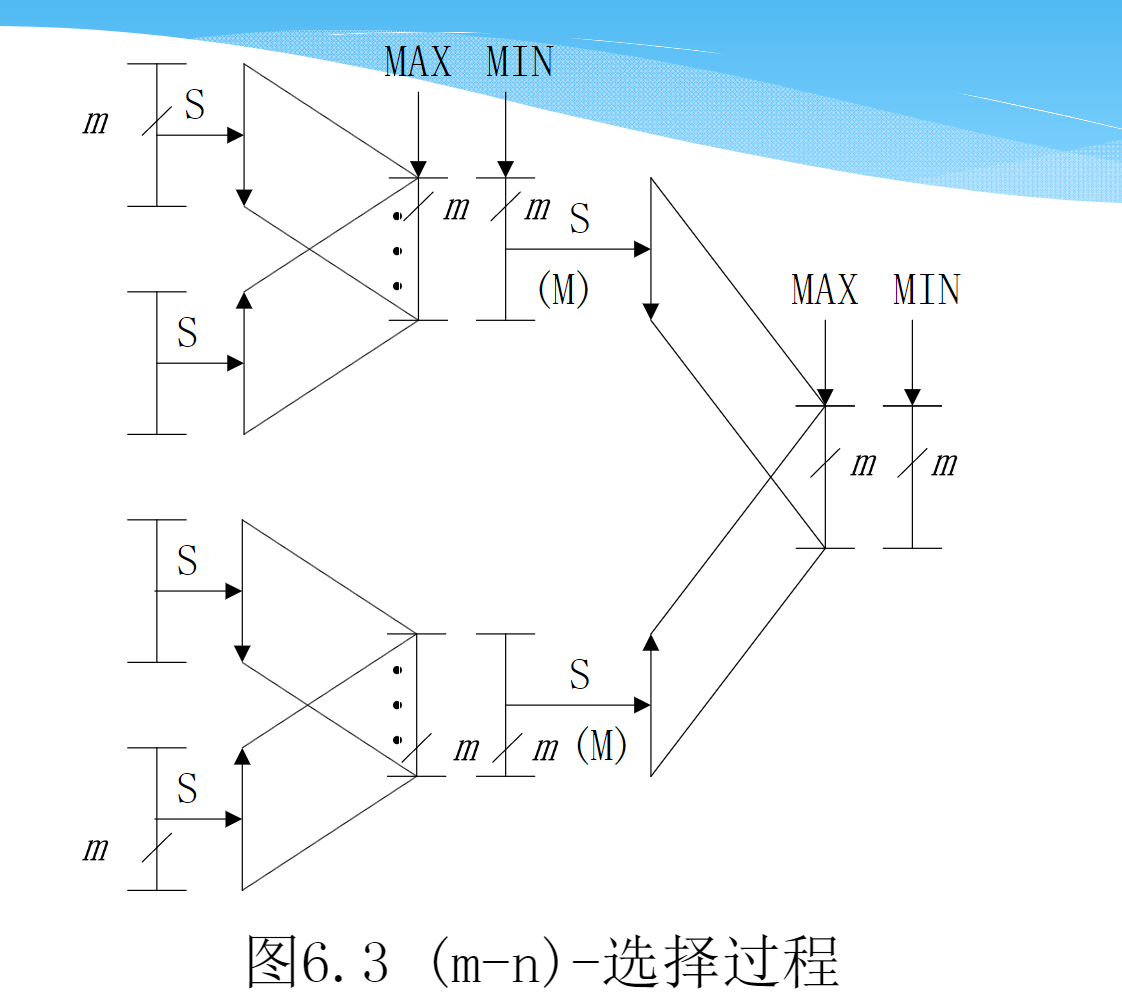 MAX MIN
m S
m m S
(M)
S
MAX MIN
m m
S
S
m m (M)
S
m
图6.3 (m-n)-选择过程